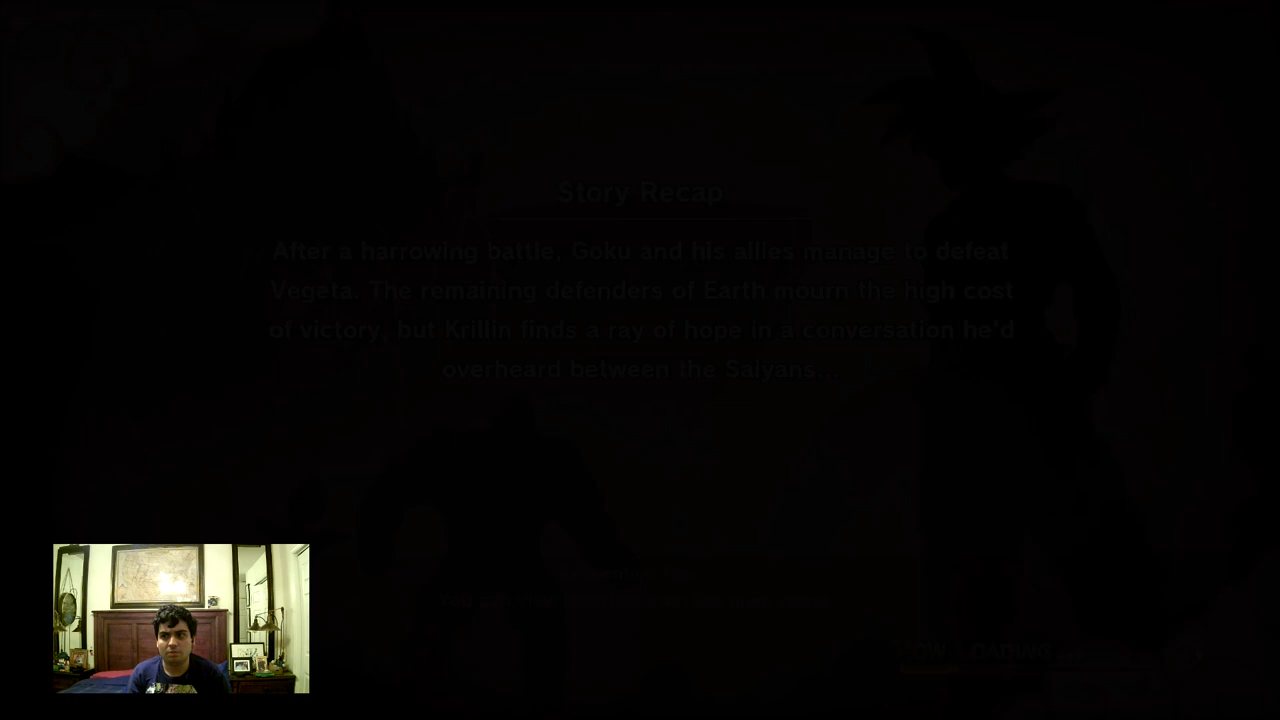 Story Recap
After a harrowing battle, Goku and his allies manage to defeat
Vegeta. The remaining defenders of Earth mourn the high cost
of victory, but Krillin finds a ray of hope in a conversation he'd
overheard between the Saiyans...
NOW LOADING...